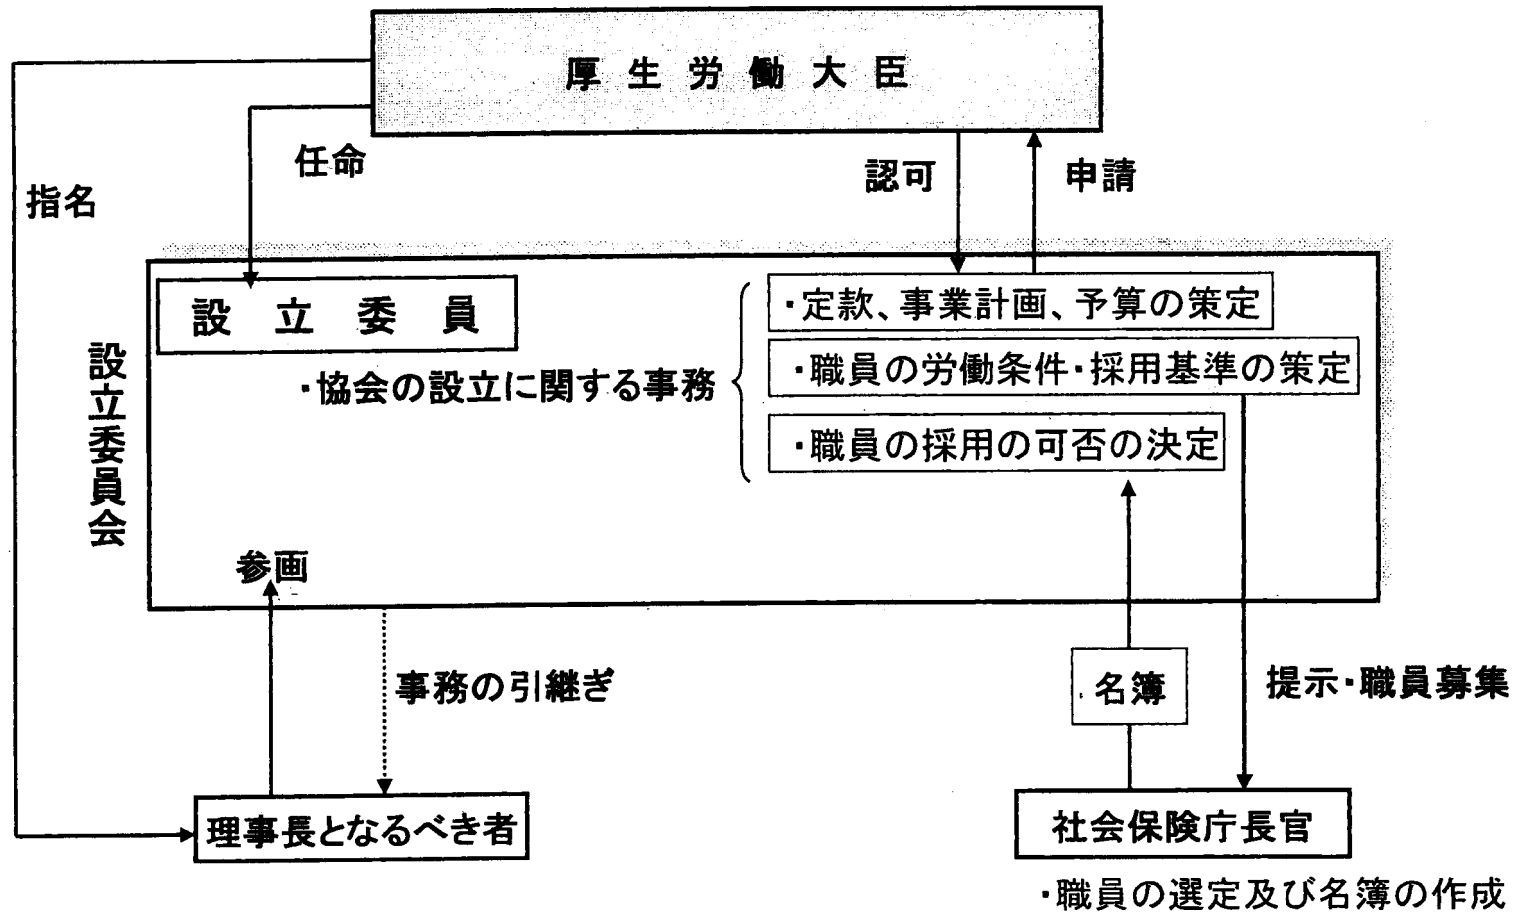 厚生労働大臣
任命
認可
申請
指名
設立委員
・定款、事業計画、予算の策定
・協会の設立に関する事務
・職員の労働条件・採用基準の策定
・職員の採用の可否の決定
設立委員会
参画
事務の引継ぎ
名簿
提示・職員募集
理事長となるべき者
社会保険庁長官
・職員の選定及び名簿の作成